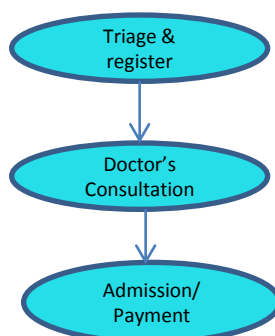 Triage &
register
Doctor’s
Consultation
Admission/
Payment